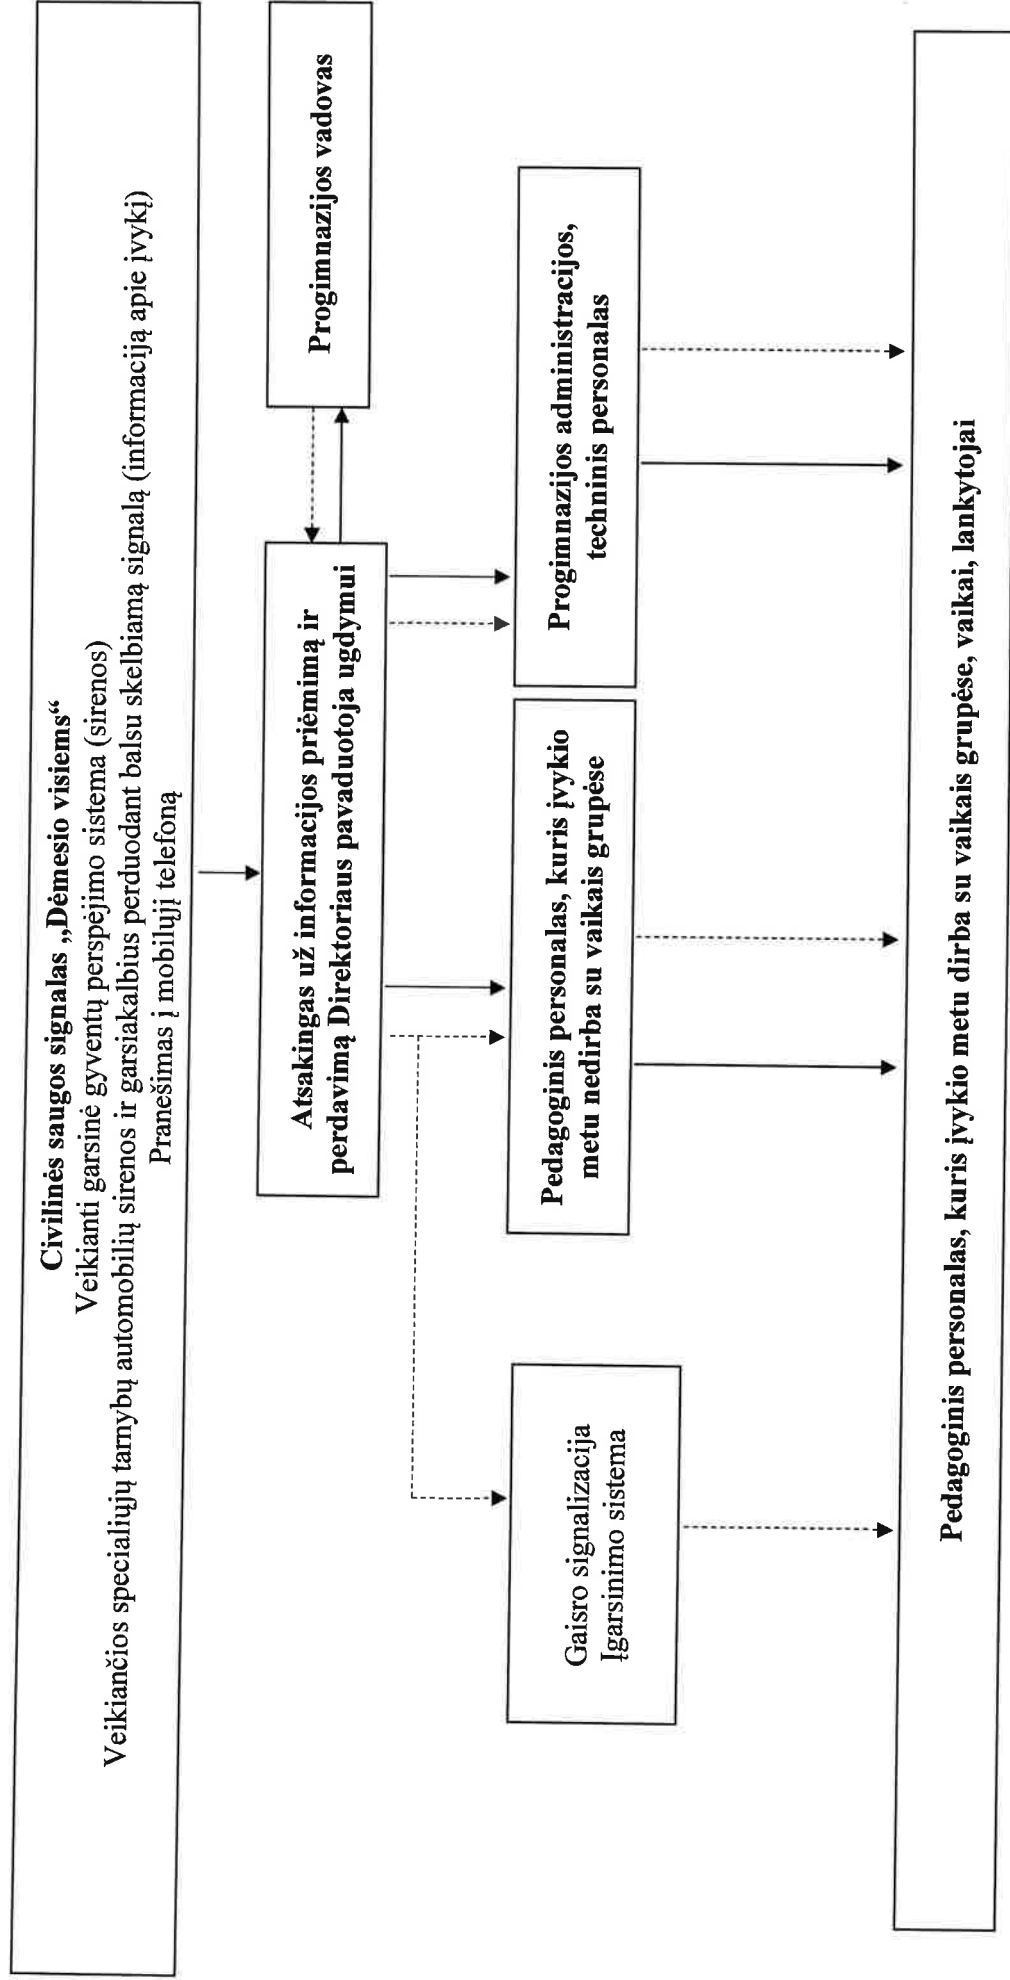 Civilinės saugos signalas „Dėmesio visiems“
Veikianti garsinė gyventų perspėjimo sistema (sirenos)
Veikiančios specialiųjų tarnybų automobilių sirenos ir garsiakalbius perduodant balsu skelbiamą signalą (informaciją apie įvykį)
Pranešimas į mobilųjį telefoną
Atsakingas už informacijos priėmimą ir
perdavimą Direktoriaus pavaduotoja ugdymui
Progimnazijos vadovas
Gaisro signalizacija
Įgarsinimo sistema
Pedagoginis personalas, kuris įvykio
metu nedirba su vaikais grupėse
Progimnazijos administracijos,
techninis personalas
Pedagoginis personalas, kuris įvykio metu dirba su vaikais grupėse, vaikai, lankytojai